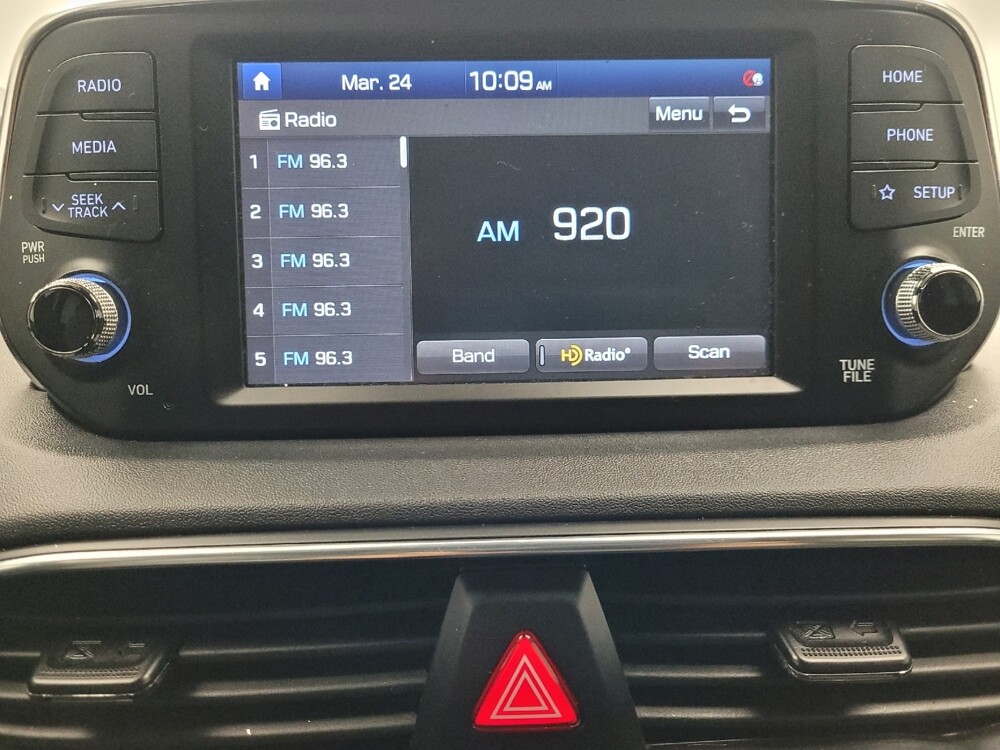 RADIO
MEDIA
SEEK
TRACK
PWR
PUSH
VOL
Mar. 24 10:09 AM
Radio Menu
1 FM 96.3
2 FM 96.3
3 FM 96.3
4 FM 96.3
5 FM 96.3
AM 920
Band HD Radio® Scan
HOME
PHONE
☆ SETUP
ENTER
TUNE
FILE